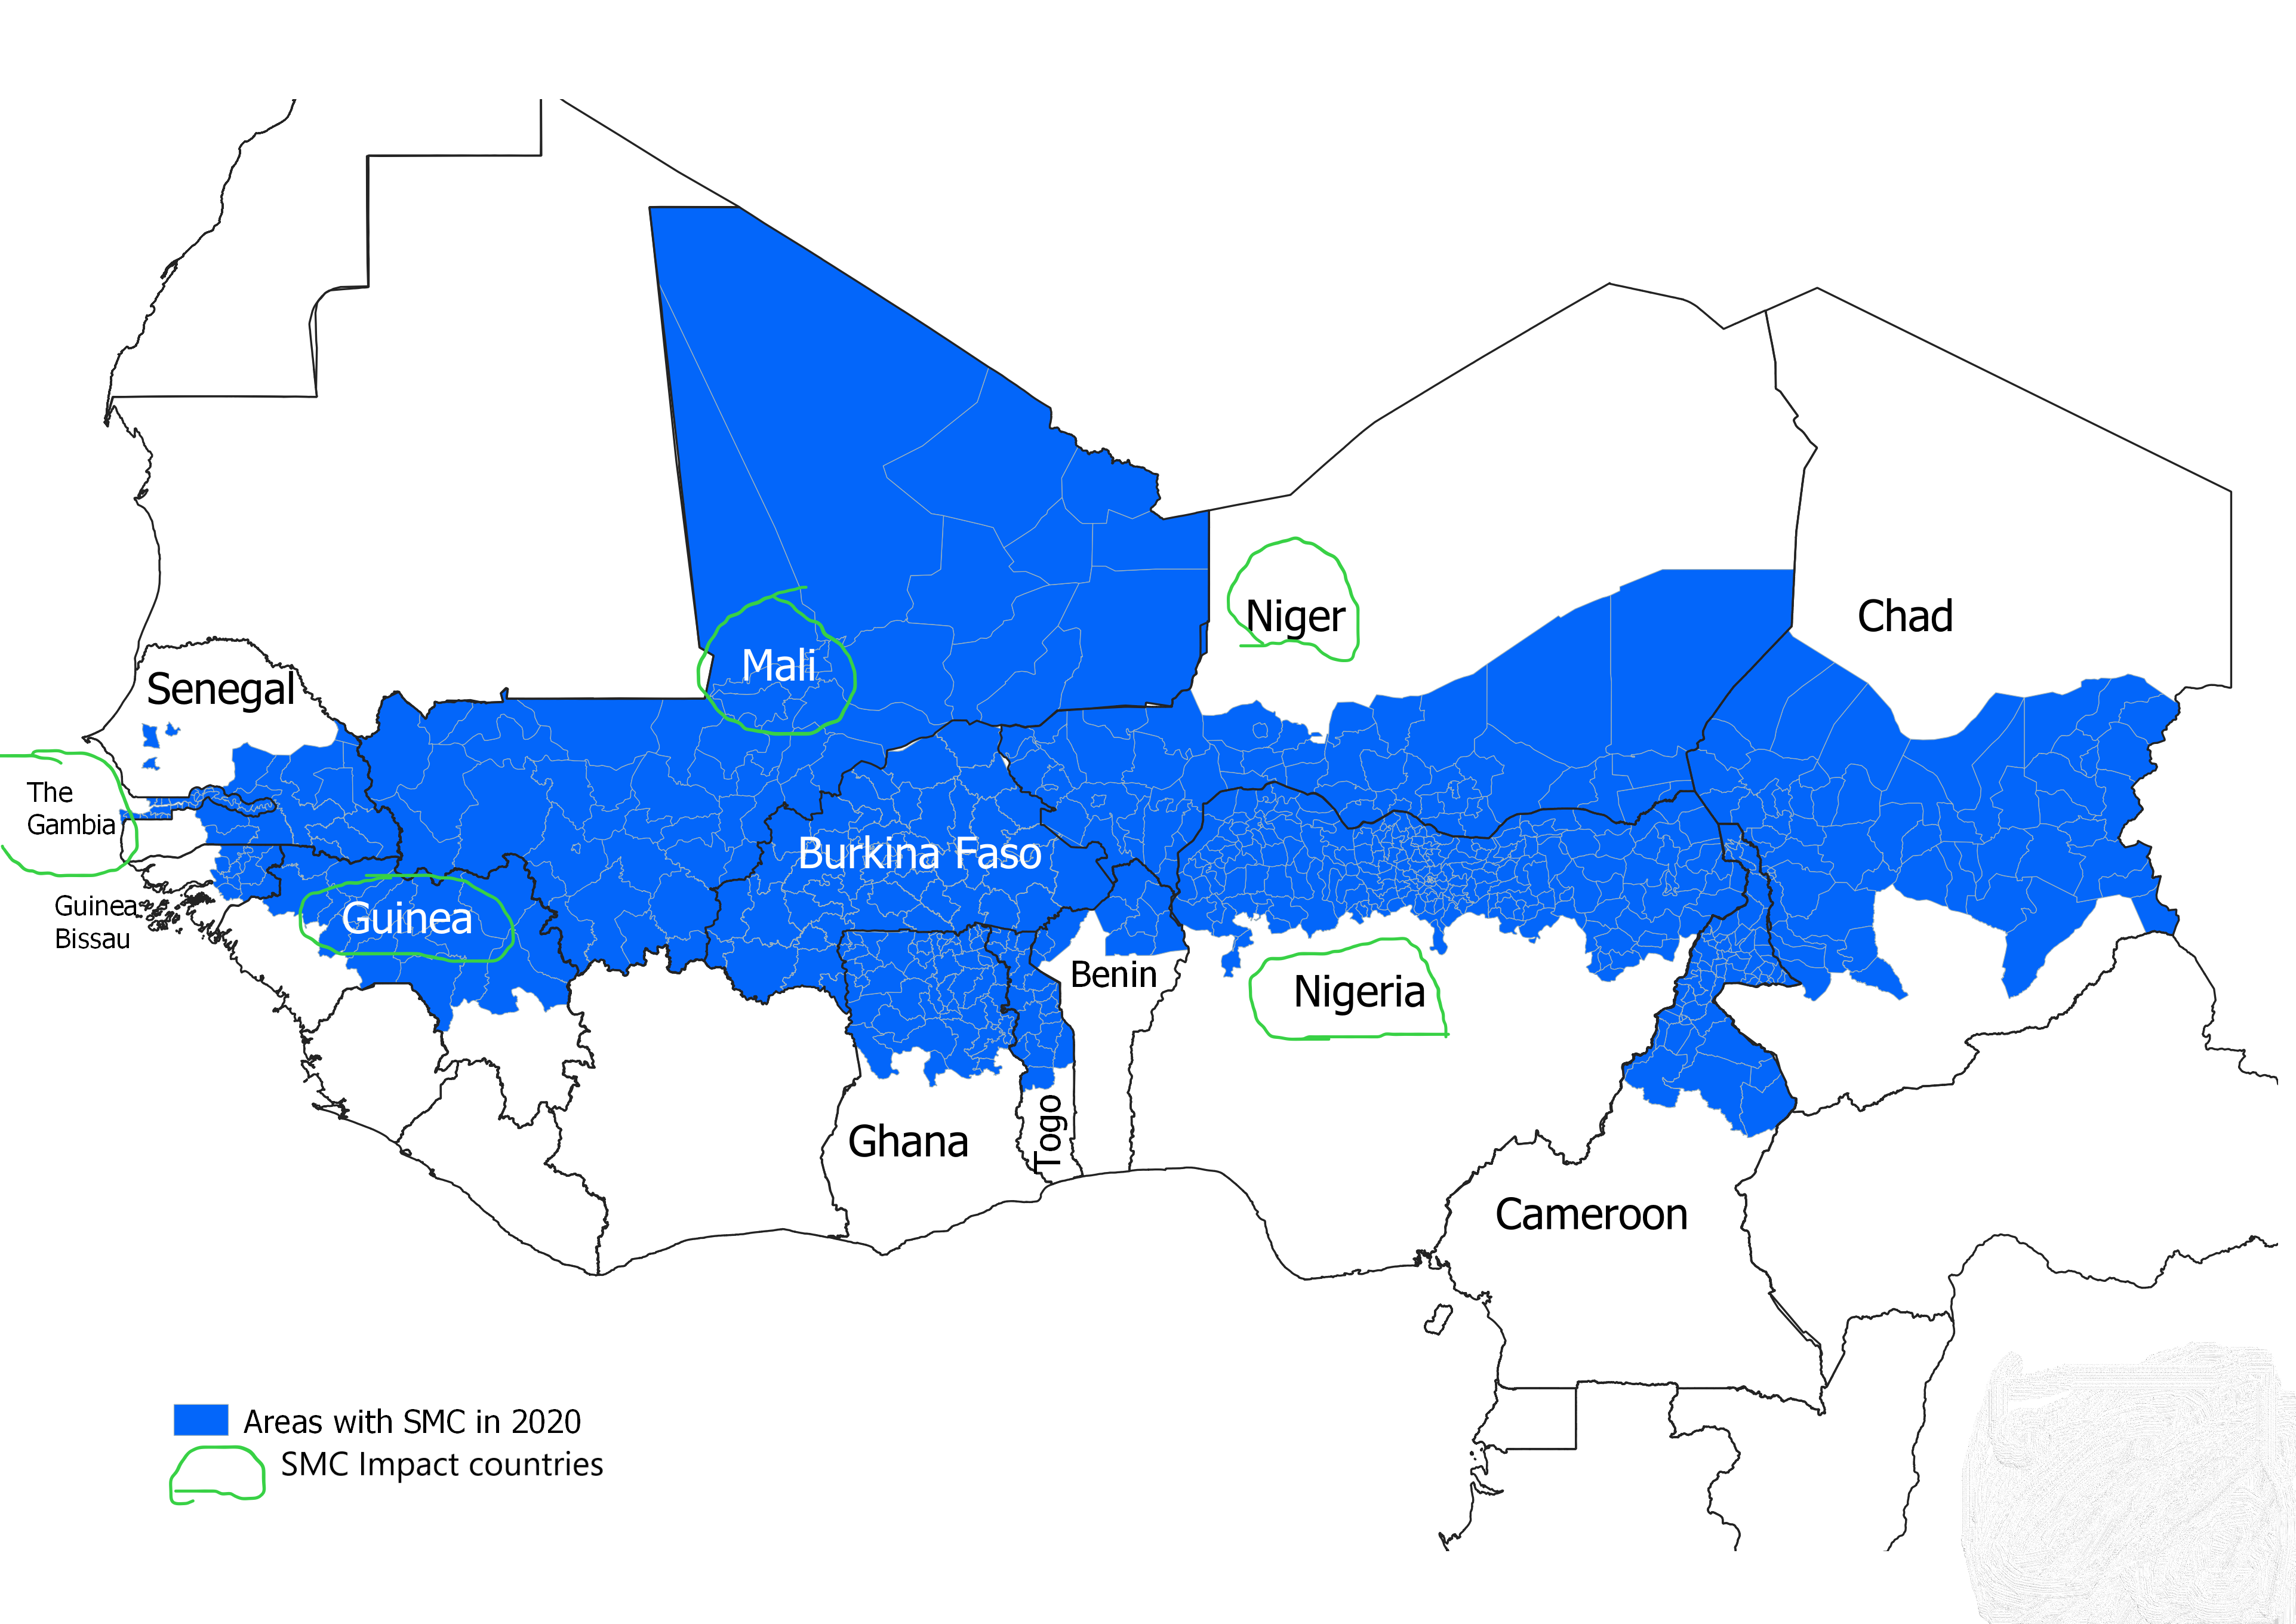 Niger
Chad
Mali
Senegal
The
Gambia
Burkina Faso
Guinea
Guinea
Bissau
Benin
Nigeria
Ghana
Togo
Cameroon
Areas with SMC in 2020
SMC Impact countries